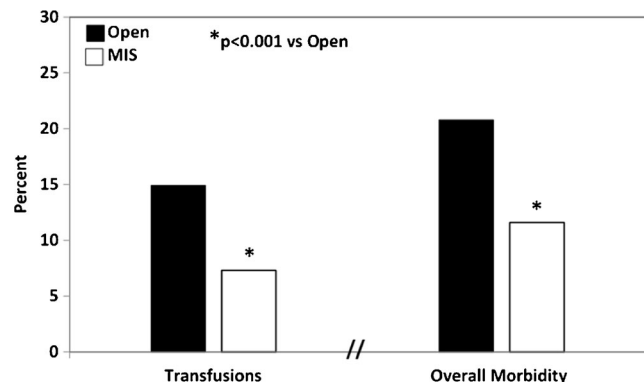 30
25
20
15
10
5
0
Percent
Open
MIS
*p<0.001 vs Open
*
*
Transfusions
//
Overall Morbidity